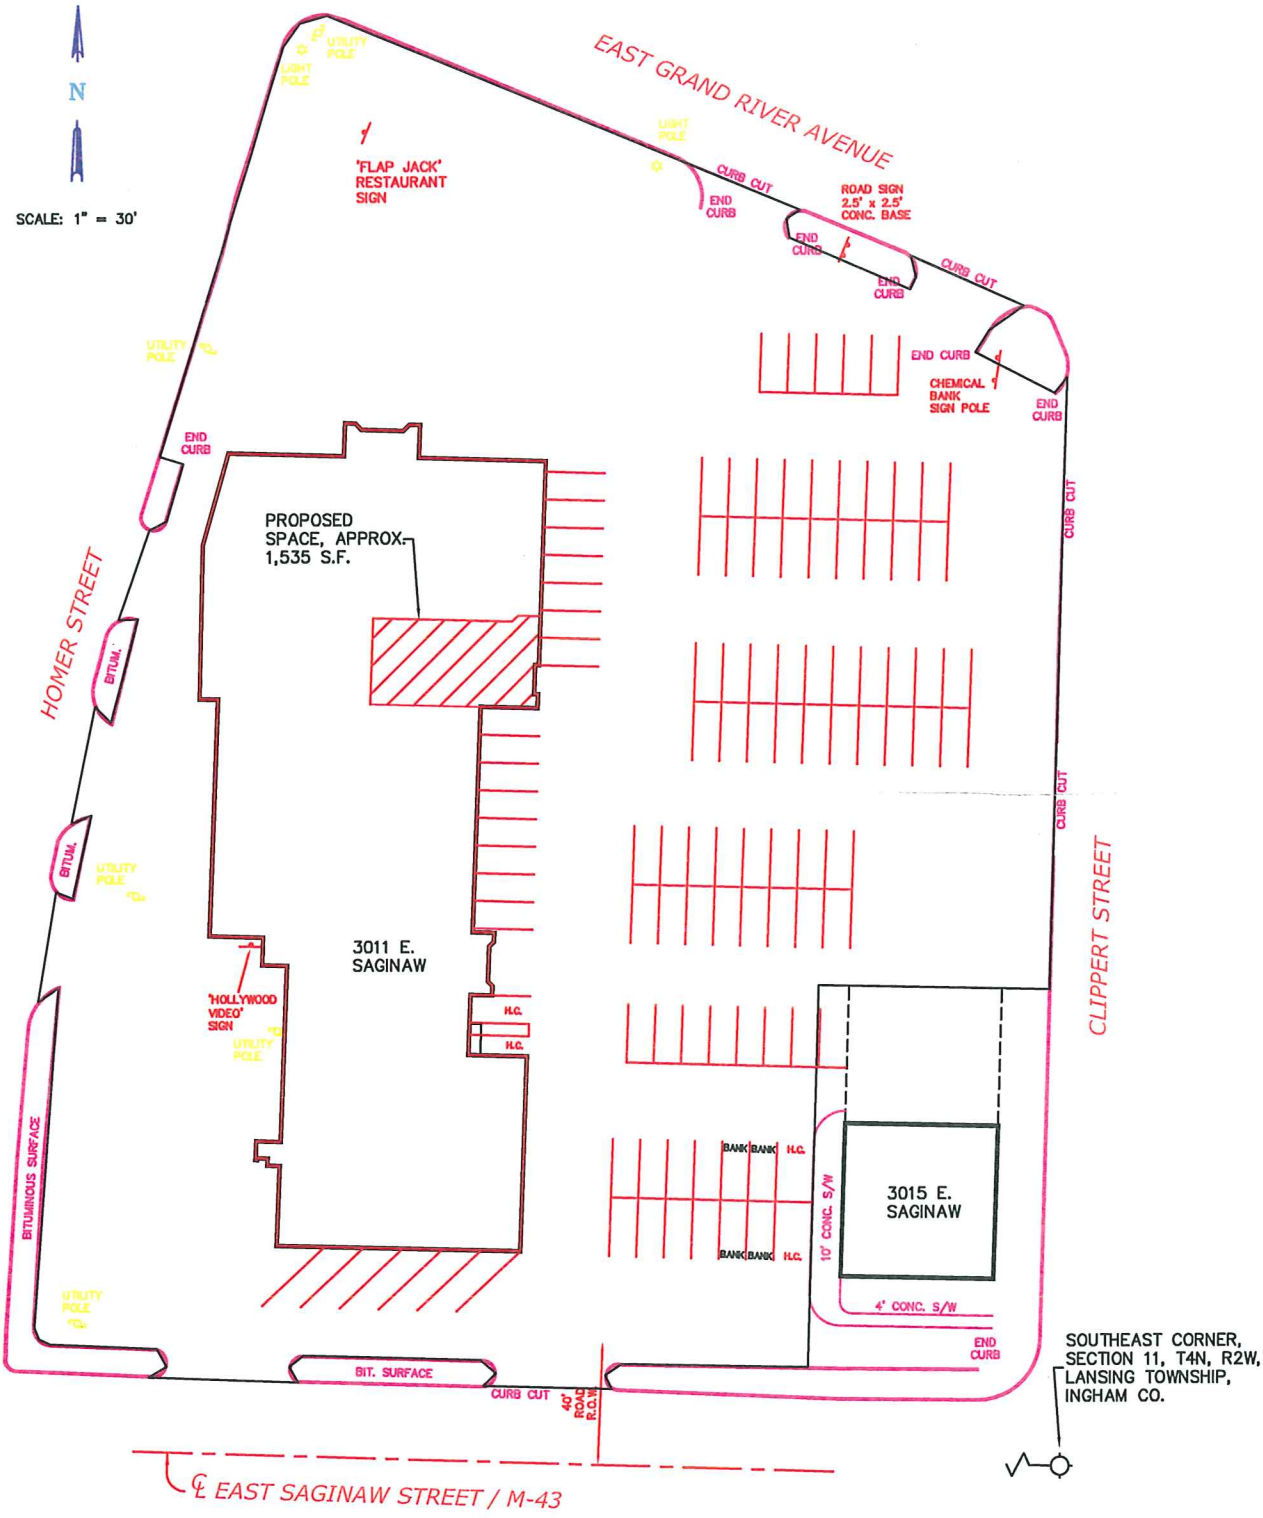 N
SCALE: 1" = 30'
UTILITY
POLE
LIGHT
POLE
EAST GRAND RIVER AVENUE
'FLAP JACK'
RESTAURANT
SIGN
LIGHT
POLE
CURB CUT
END
CURB
ROAD SIGN
2.5' x 2.5'
CONC. BASE
END
CURB
END
CURB
CURB CUT
UTILITY
POLE
END CURB
CHEMICAL
BANK
SIGN POLE
END
CURB
END
CURB
CURB CUT
PROPOSED
SPACE, APPROX.
1,535 S.F.
HOMER STREET
BITUM.
CURB CUT
BITUM.
UTILITY
POLE
CLIPPERT STREET
3011 E.
SAGINAW
'HOLLYWOOD
VIDEO'
SIGN
UTILITY
POLE
H.C.
H.C.
BITUMINOUS SURFACE
BANK BANK H.C.
10' CONC. S/W
3015 E.
SAGINAW
BANK BANK H.C.
UTILITY
POLE
4' CONC. S/W
END
CURB
BIT. SURFACE
CURB CUT
40'
ROAD
R.O.W.
SOUTHEAST CORNER,
SECTION 11, T4N, R2W,
LANSING TOWNSHIP,
INGHAM CO.
℄ EAST SAGINAW STREET / M-43